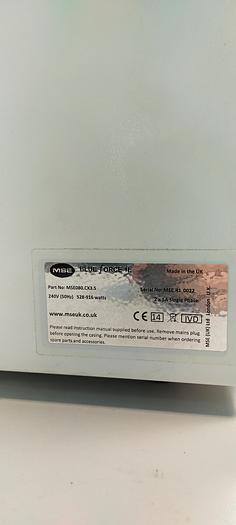 MSE BLUE FORCE +E Made in the UK
Part No: MSE080.CX3.5 Serial No: MSE.R1.0022
240V (50Hz) 528-916 watts 2 x 5A Single Phase
www.mseuk.co.uk CE 14 IVD
Please read instruction manual supplied before use. Remove mains plug
before opening the casing. Please mention serial number when ordering
spare parts and accessories.
MSE (UK) Ltd London U.K.